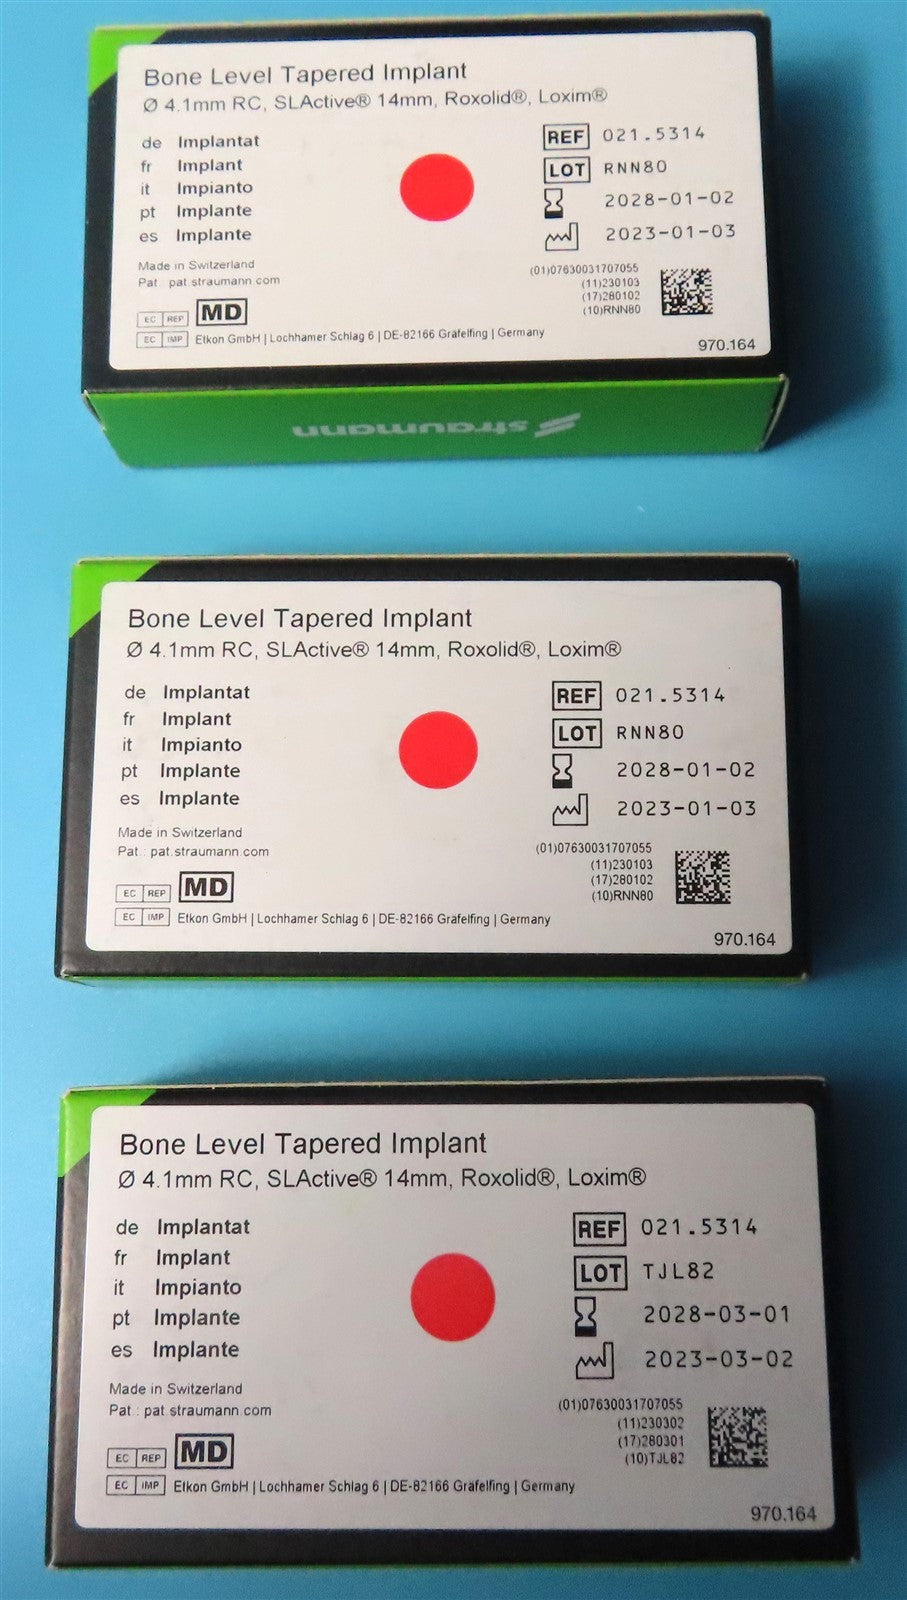 Bone Level Tapered Implant
Ø 4.1mm RC, SLActive® 14mm, Roxolid®, Loxim®
de Implantat
fr Implant
it Impianto
pt Implante
es Implante
REF 021.5314
LOT RNN80
2028-01-02
2023-01-03
Made in Switzerland
Pat.: pat.straumann.com
(01)07630031707055
(11)230103
(17)280102
(10)RNN80
EC REP MD
EC IMP Etkon GmbH | Lochhamer Schlag 6 | DE-82166 Gräfelfing | Germany
970.164
straumann
Bone Level Tapered Implant
Ø 4.1mm RC, SLActive® 14mm, Roxolid®, Loxim®
de Implantat
fr Implant
it Impianto
pt Implante
es Implante
REF 021.5314
LOT RNN80
2028-01-02
2023-01-03
Made in Switzerland
Pat.: pat.straumann.com
(01)07630031707055
(11)230103
(17)280102
(10)RNN80
EC REP MD
EC IMP Etkon GmbH | Lochhamer Schlag 6 | DE-82166 Gräfelfing | Germany
970.164
Bone Level Tapered Implant
Ø 4.1mm RC, SLActive® 14mm, Roxolid®, Loxim®
de Implantat
fr Implant
it Impianto
pt Implante
es Implante
REF 021.5314
LOT TJL82
2028-03-01
2023-03-02
Made in Switzerland
Pat.: pat.straumann.com
(01)07630031707055
(11)230302
(17)280301
(10)TJL82
EC REP MD
EC IMP Etkon GmbH | Lochhamer Schlag 6 | DE-82166 Gräfelfing | Germany
970.164